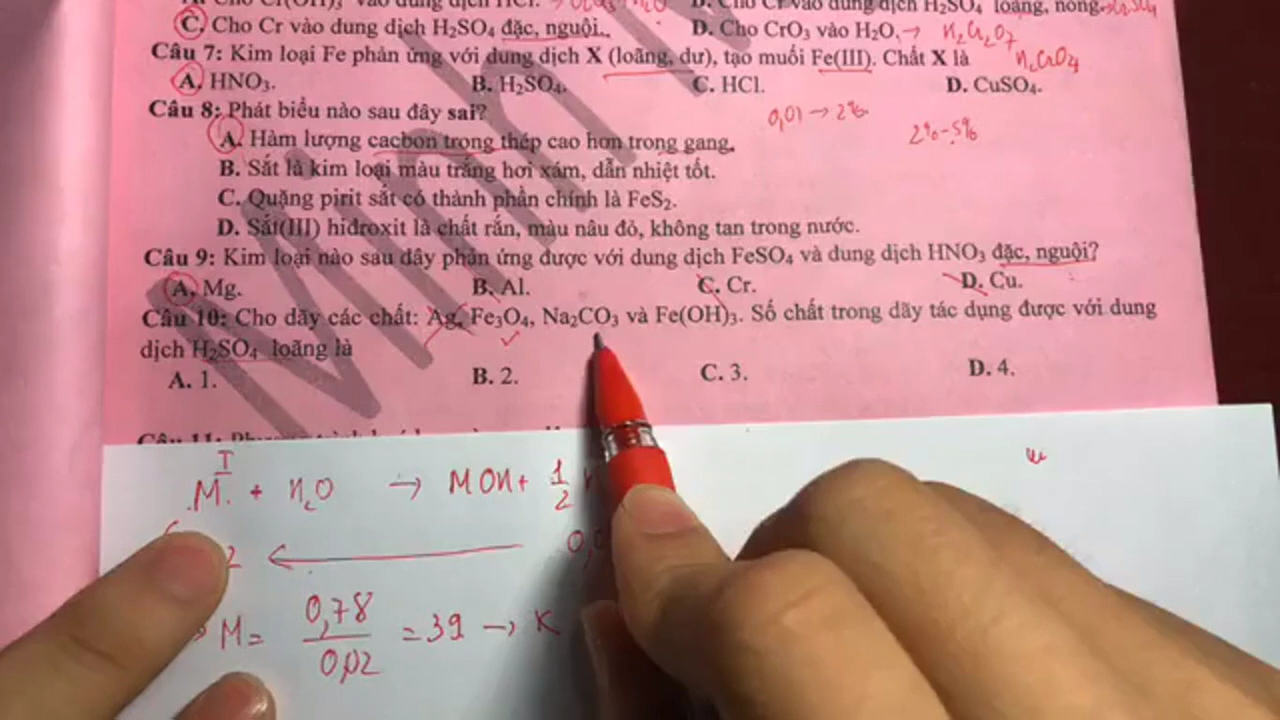 C. Cho Cr vào dung dịch H₂SO₄ đặc, nguội. D. Cho CrO₃ vào H₂O. → H₂Cr₂O₇
H₂CrO₄
Câu 7: Kim loại Fe phản ứng với dung dịch X (loãng, dư), tạo muối Fe(III). Chất X là
A. HNO₃. B. H₂SO₄. C. HCl. D. CuSO₄.
Câu 8: Phát biểu nào sau đây sai? 0,01 → 2%
2% - 5%
A. Hàm lượng cacbon trong thép cao hơn trong gang.
B. Sắt là kim loại màu trắng hơi xám, dẫn nhiệt tốt.
C. Quặng pirit sắt có thành phần chính là FeS₂.
D. Sắt(III) hiđroxit là chất rắn, màu nâu đỏ, không tan trong nước.
Câu 9: Kim loại nào sau đây phản ứng được với dung dịch FeSO₄ và dung dịch HNO₃ đặc, nguội?
A. Mg. B. Al. C. Cr. D. Cu.
Câu 10: Cho dãy các chất: Ag, Fe₃O₄, Na₂CO₃ và Fe(OH)₃. Số chất trong dãy tác dụng được với dung
dịch H₂SO₄ loãng là
A. 1. B. 2. C. 3. D. 4.
Câu 11:
I
M + H₂O → MOH + 1/2
2 ←
M = 0,78/0,02 = 39 → K
Minh